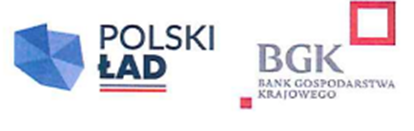 POLSKI
ŁAD
BGK
BANK GOSPODARSTWA
KRAJOWEGO